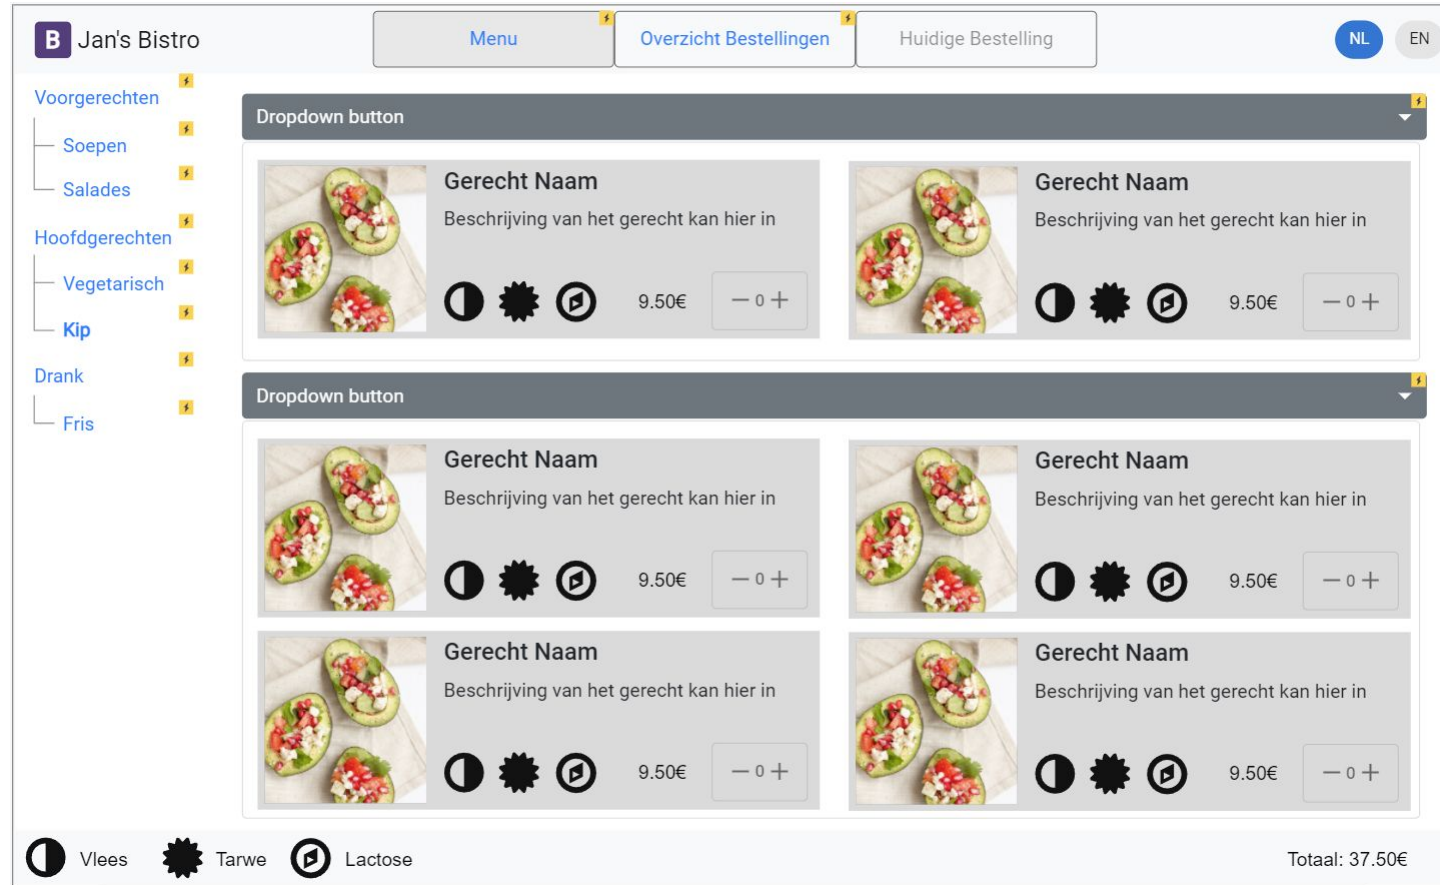 B Jan's Bistro
Menu
Overzicht Bestellingen
Huidige Bestelling
NL
EN
Voorgerechten
Soepen
Salades
Hoofdgerechten
Vegetarisch
Kip
Drank
Fris
Dropdown button
Gerecht Naam
Beschrijving van het gerecht kan hier in
9.50€
0
Gerecht Naam
Beschrijving van het gerecht kan hier in
9.50€
0
Dropdown button
Gerecht Naam
Beschrijving van het gerecht kan hier in
9.50€
0
Gerecht Naam
Beschrijving van het gerecht kan hier in
9.50€
0
Gerecht Naam
Beschrijving van het gerecht kan hier in
9.50€
0
Gerecht Naam
Beschrijving van het gerecht kan hier in
9.50€
0
Vlees
Tarwe
Lactose
Totaal: 37.50€